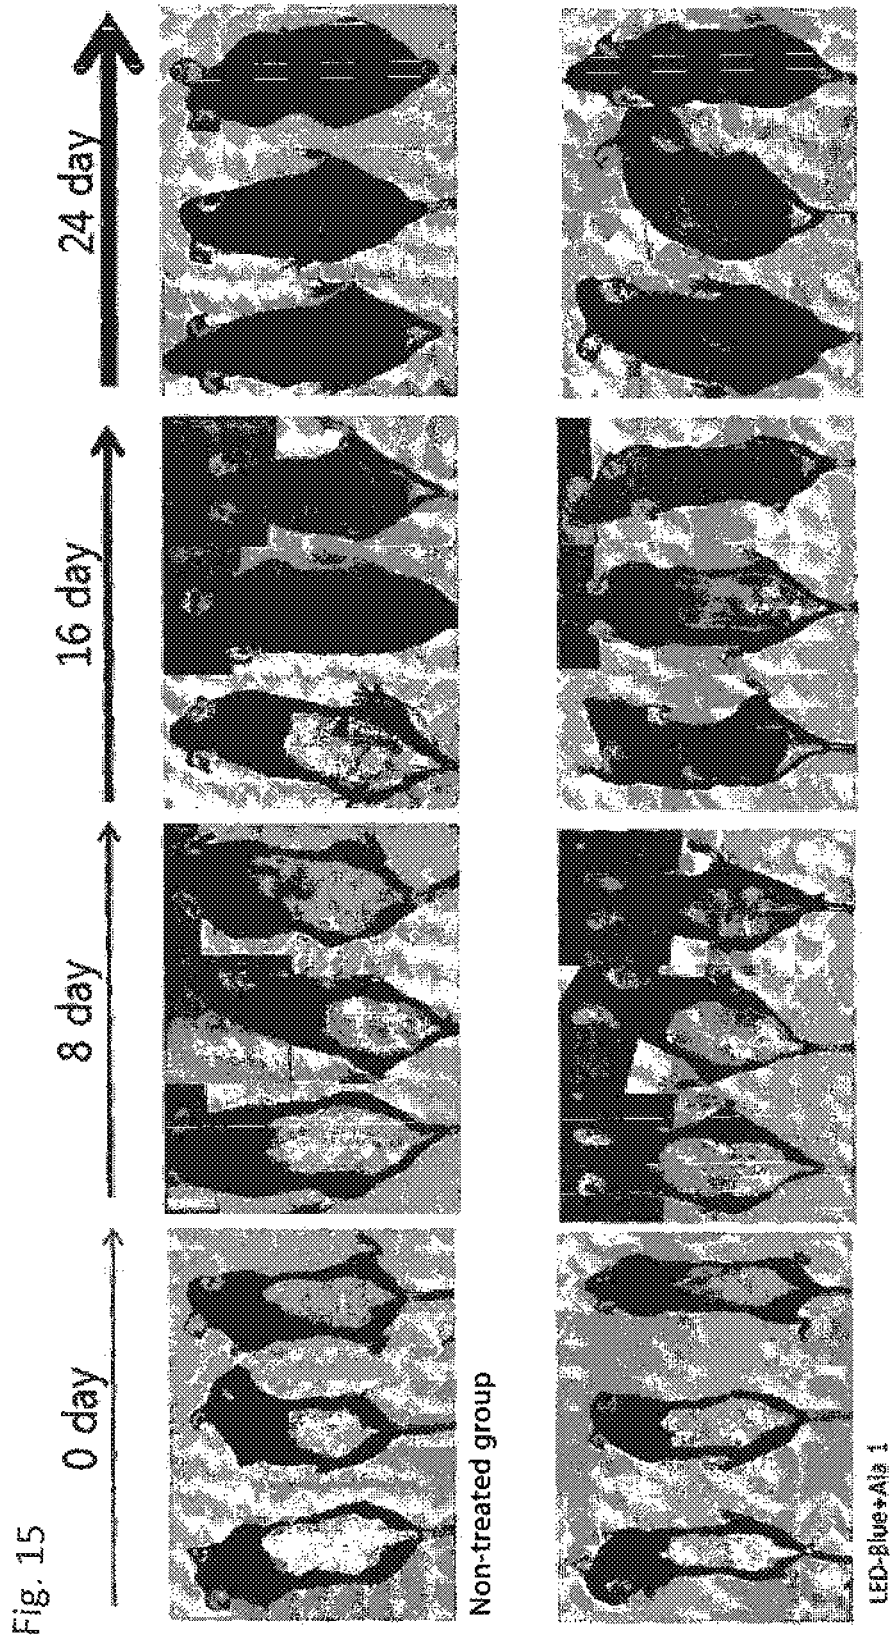 Fig. 15
0 day
8 day
16 day
24 day
Non-treated group
LED-Blue+Ala 1